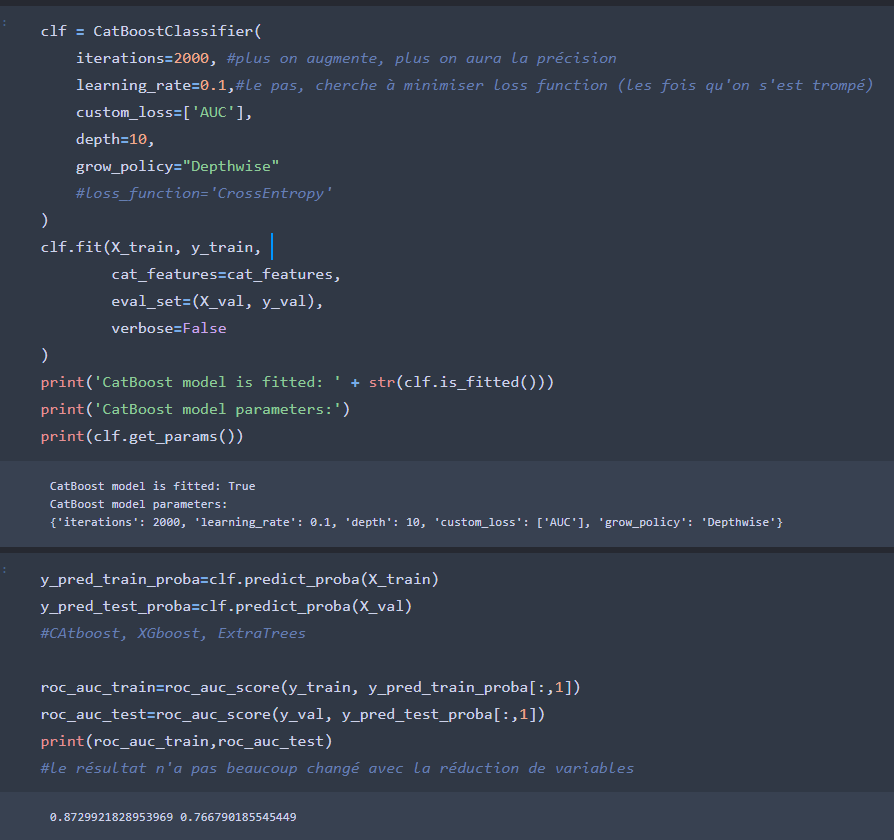 clf = CatBoostClassifier(
iterations=2000, #plus on augmente, plus on aura la précision
learning_rate=0.1,#le pas, cherche à minimiser loss function (les fois qu'on s'est trompé)
custom_loss=['AUC'],
depth=10,
grow_policy="Depthwise"
#loss_function='CrossEntropy'
)
clf.fit(X_train, y_train,
cat_features=cat_features,
eval_set=(X_val, y_val),
verbose=False
)
print('CatBoost model is fitted: ' + str(clf.is_fitted()))
print('CatBoost model parameters:')
print(clf.get_params())
CatBoost model is fitted: True
CatBoost model parameters:
{'iterations': 2000, 'learning_rate': 0.1, 'depth': 10, 'custom_loss': ['AUC'], 'grow_policy': 'Depthwise'}
y_pred_train_proba=clf.predict_proba(X_train)
y_pred_test_proba=clf.predict_proba(X_val)
#CAtboost, XGboost, ExtraTrees
roc_auc_train=roc_auc_score(y_train, y_pred_train_proba[:,1])
roc_auc_test=roc_auc_score(y_val, y_pred_test_proba[:,1])
print(roc_auc_train,roc_auc_test)
#le résultat n'a pas beaucoup changé avec la réduction de variables
0.8729921828953969 0.766790185545449